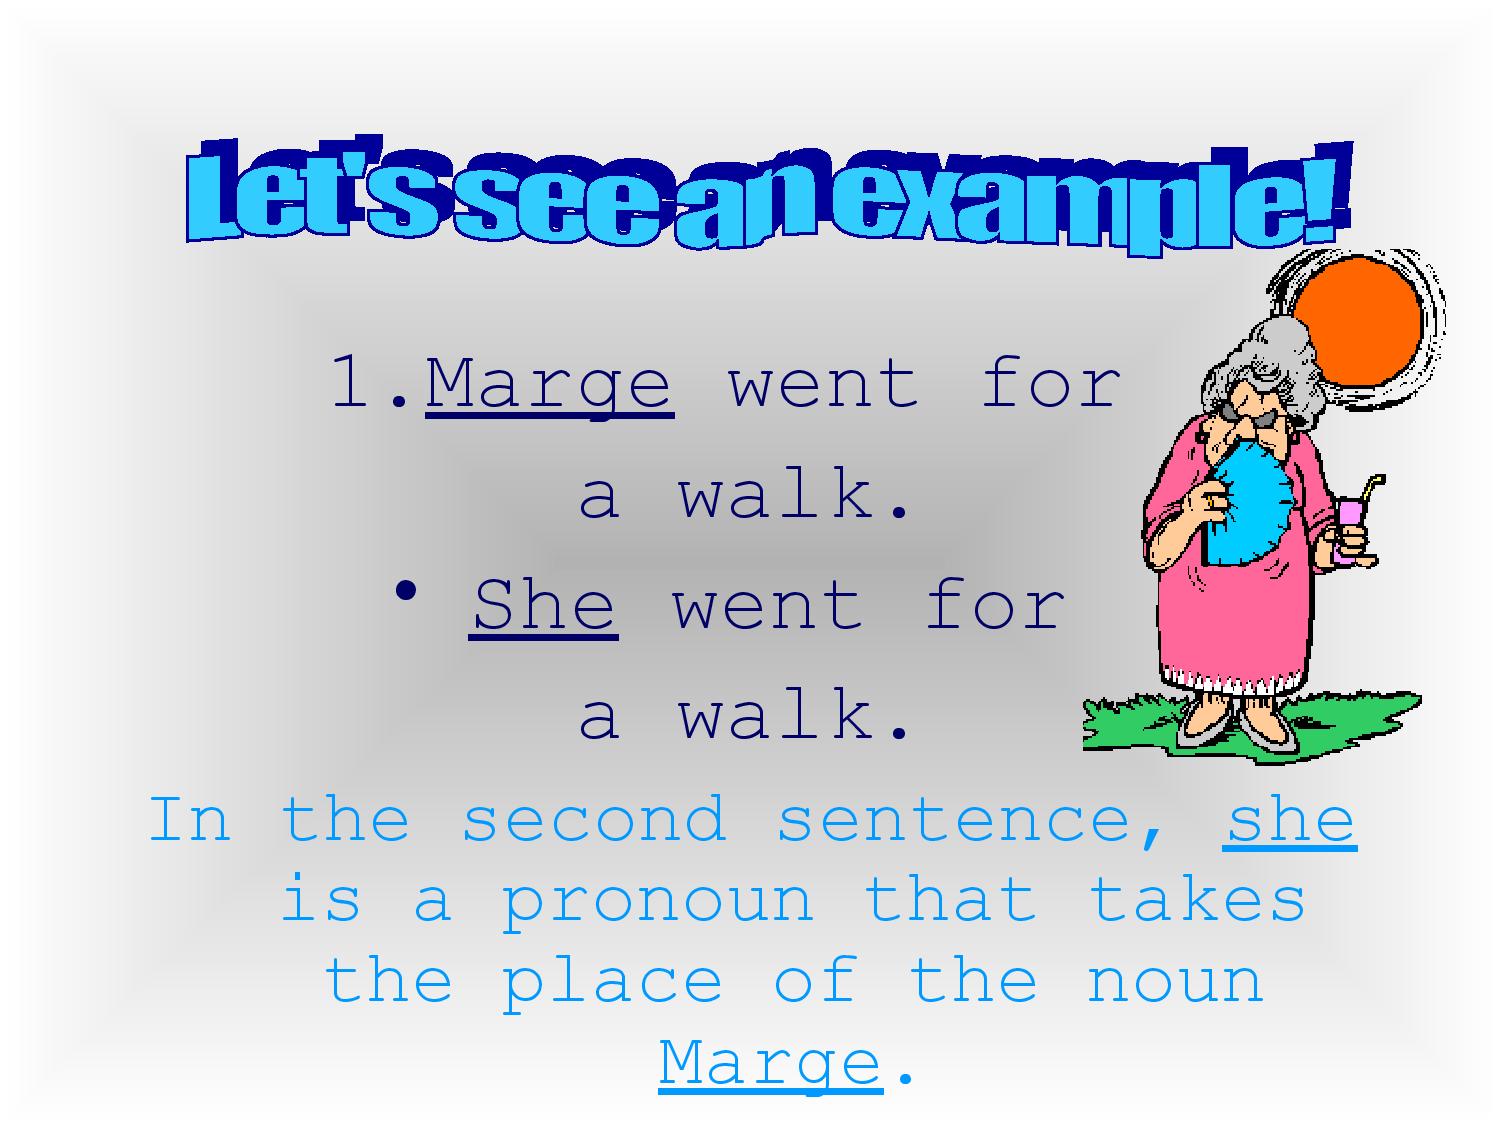 Let's see an example!
1.Marge went for
a walk.
• She went for
a walk.
In the second sentence, she
is a pronoun that takes
the place of the noun
Marge.